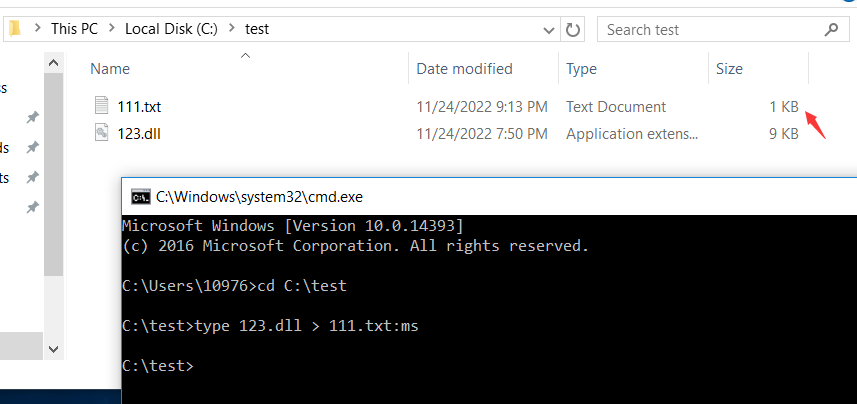 This PC > Local Disk (C:) > test
Search test
Name Date modified Type Size
111.txt 11/24/2022 9:13 PM Text Document 1 KB
123.dll 11/24/2022 7:50 PM Application extens... 9 KB
ss
ds
ts
C:\Windows\system32\cmd.exe
Microsoft Windows [Version 10.0.14393]
(c) 2016 Microsoft Corporation. All rights reserved.
C:\Users\10976>cd C:\test
C:\test>type 123.dll > 111.txt:ms
C:\test>